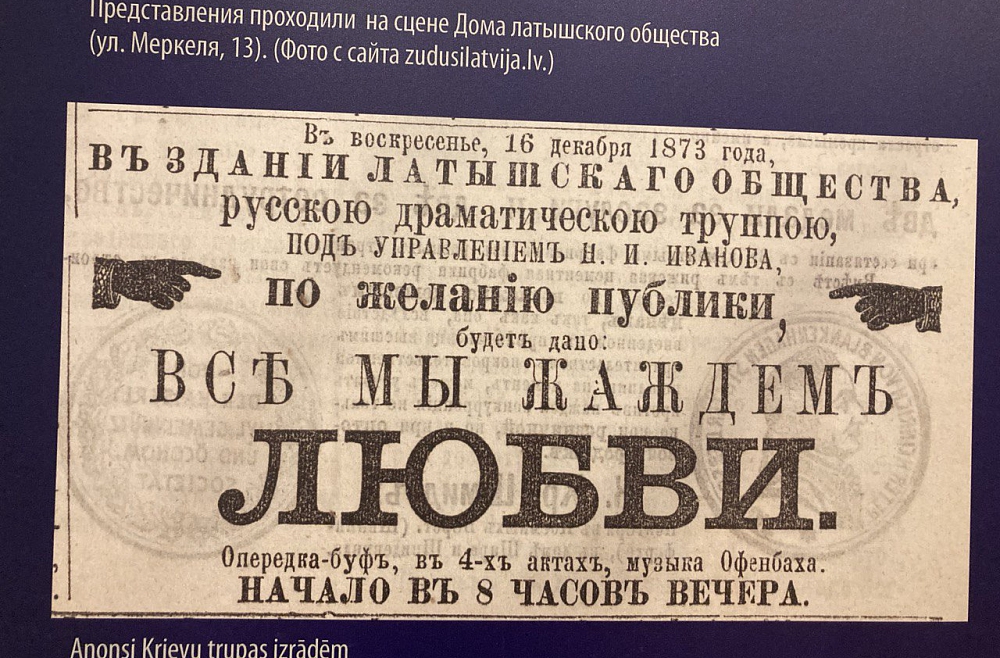 Представления проходили на сцене Дома латышского общества
(ул. Меркеля, 13). (Фото с сайта zudusilatvija.lv.)
Въ воскресенье, 16 декабря 1873 года,
ВЪ ЗДАНІИ ЛАТЫШСКАГО ОБЩЕСТВА,
русскою драматическою труппою,
ПОДЪ УПРАВЛЕНІЕМЪ Н. И. ИВАНОВА,
по желанію публики,
будетъ дано:
ВСѢ МЫ ЖАЖДЕМЪ
ЛЮБВИ.
Опередка-буфъ, въ 4-хъ актахъ, музыка Офенбаха.
НАЧАЛО ВЪ 8 ЧАСОВЪ ВЕЧЕРА.
Anonsi Krievu trupas izrādēm